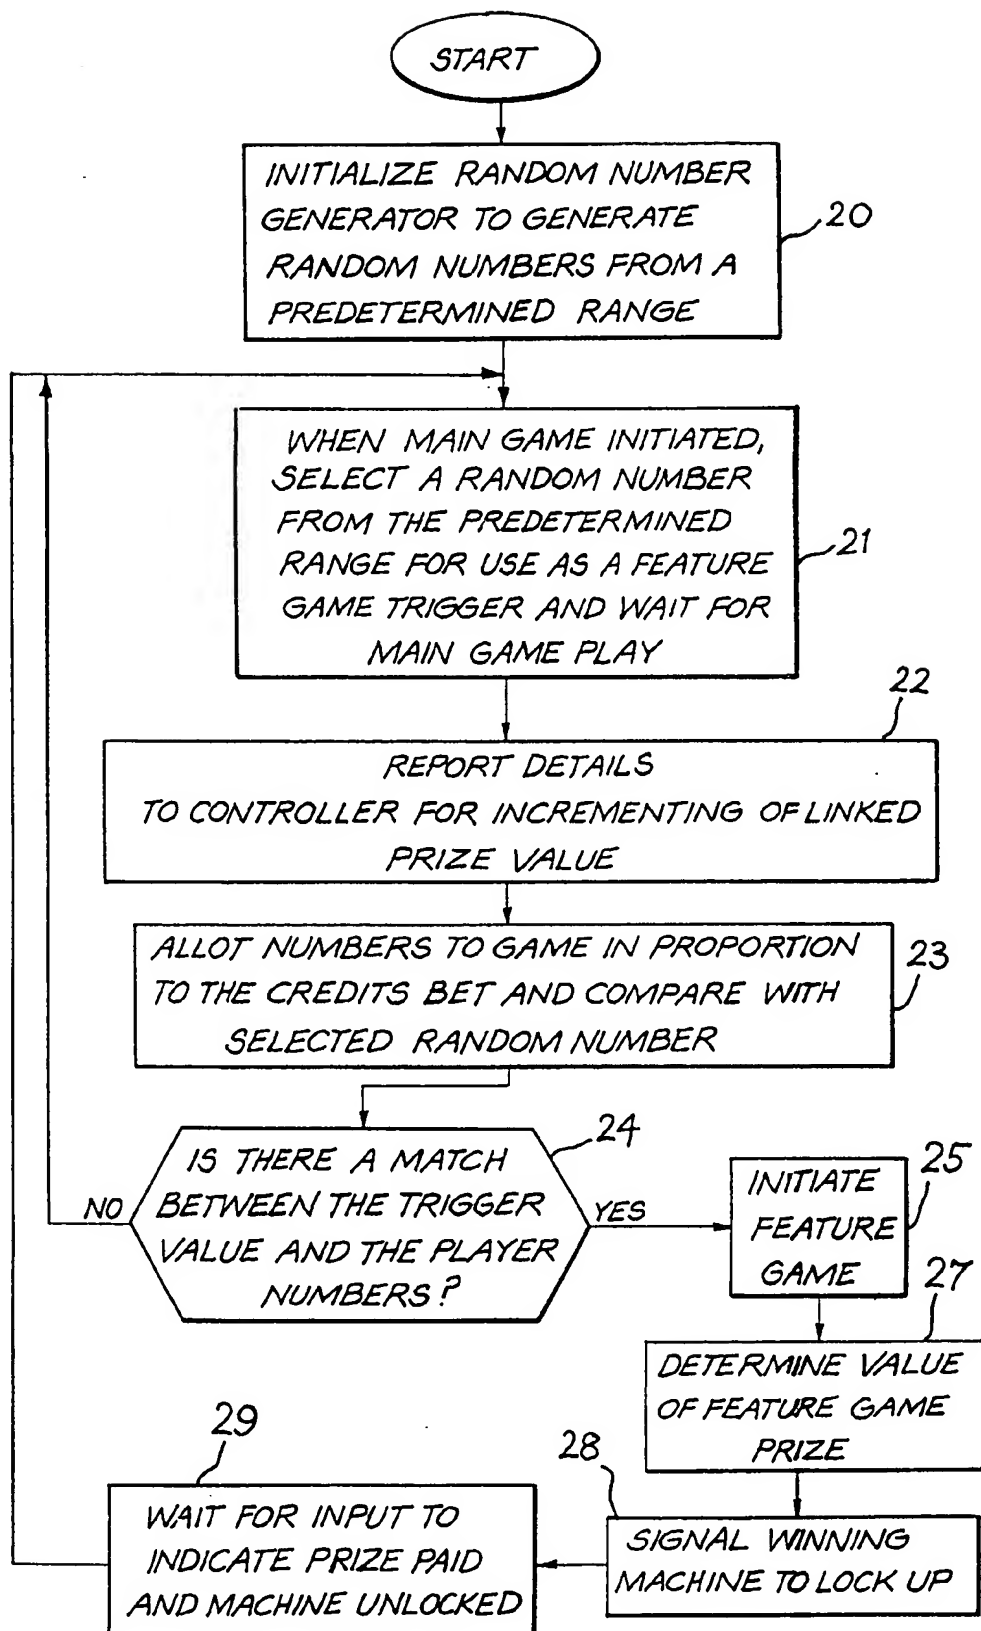 START
INITIALIZE RANDOM NUMBER
GENERATOR TO GENERATE
RANDOM NUMBERS FROM A
PREDETERMINED RANGE
20
WHEN MAIN GAME INITIATED,
SELECT A RANDOM NUMBER
FROM THE PREDETERMINED
RANGE FOR USE AS A FEATURE
GAME TRIGGER AND WAIT FOR
MAIN GAME PLAY
21
22
REPORT DETAILS
TO CONTROLLER FOR INCREMENTING OF LINKED
PRIZE VALUE
ALLOT NUMBERS TO GAME IN PROPORTION
TO THE CREDITS BET AND COMPARE WITH
SELECTED RANDOM NUMBER
23
24
IS THERE A MATCH
BETWEEN THE TRIGGER
VALUE AND THE PLAYER
NUMBERS?
NO
YES
25
INITIATE
FEATURE
GAME
27
DETERMINE VALUE
OF FEATURE GAME
PRIZE
28
SIGNAL WINNING
MACHINE TO LOCK UP
29
WAIT FOR INPUT TO
INDICATE PRIZE PAID
AND MACHINE UNLOCKED